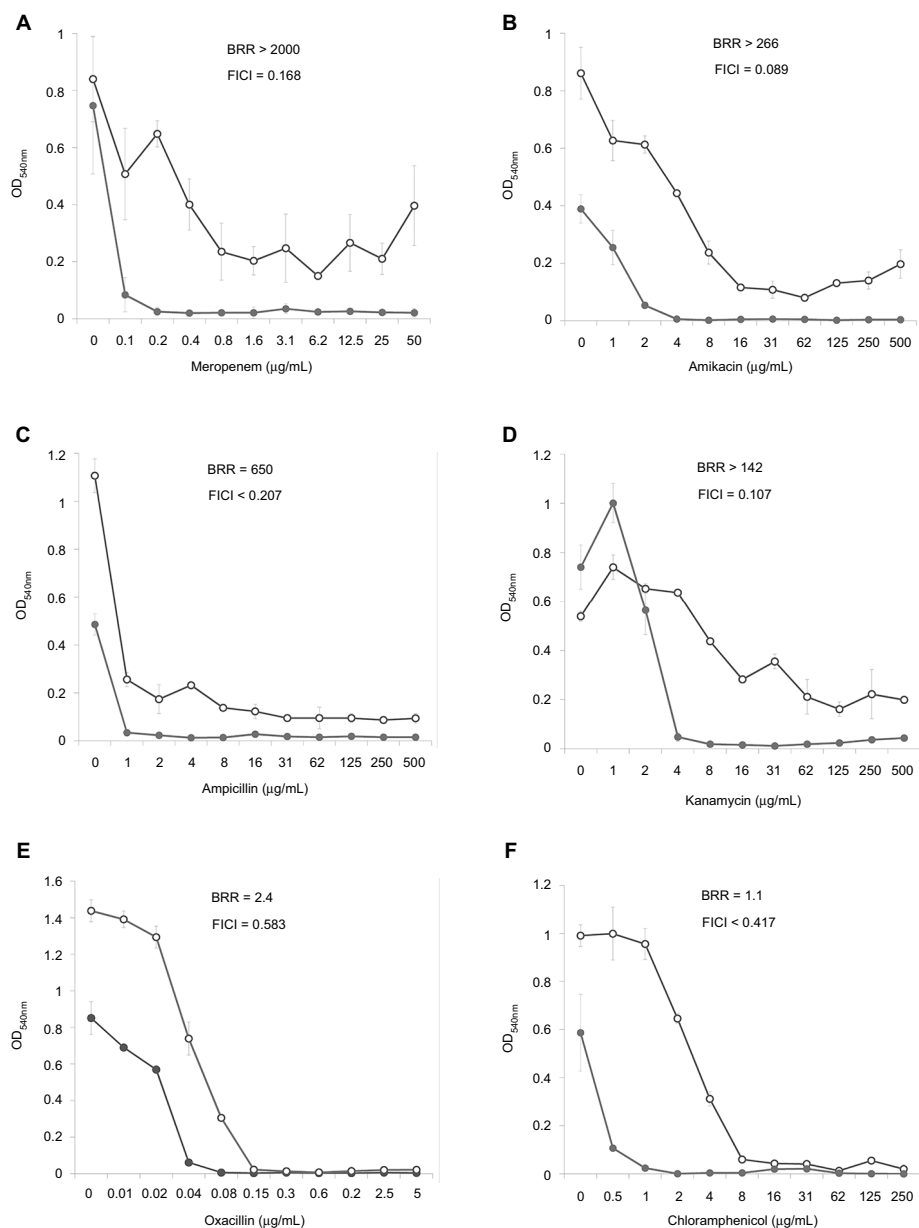 A
BRR > 2000
FICI = 0.168
1
0.8
0.6
0.4
0.2
0
OD540nm
0 0.1 0.2 0.4 0.8 1.6 3.1 6.2 12.5 25 50
Meropenem (μg/mL)
B
BRR > 266
FICI = 0.089
1
0.8
0.6
0.4
0.2
0
OD540nm
0 1 2 4 8 16 31 62 125 250 500
Amikacin (μg/mL)
C
BRR = 650
FICI < 0.207
1.2
1
0.8
0.6
0.4
0.2
0
OD540nm
0 1 2 4 8 16 31 62 125 250 500
Ampicillin (μg/mL)
D
BRR > 142
FICI = 0.107
1.2
1
0.8
0.6
0.4
0.2
0
OD540nm
0 1 2 4 8 16 31 62 125 250 500
Kanamycin (μg/mL)
E
BRR = 2.4
FICI = 0.583
1.6
1.4
1.2
1
0.8
0.6
0.4
0.2
0
OD540nm
0 0.01 0.02 0.04 0.08 0.15 0.3 0.6 0.2 2.5 5
Oxacillin (μg/mL)
F
BRR = 1.1
FICI < 0.417
1.2
1
0.8
0.6
0.4
0.2
0
OD540nm
0 0.5 1 2 4 8 16 31 62 125 250
Chloramphenicol (μg/mL)